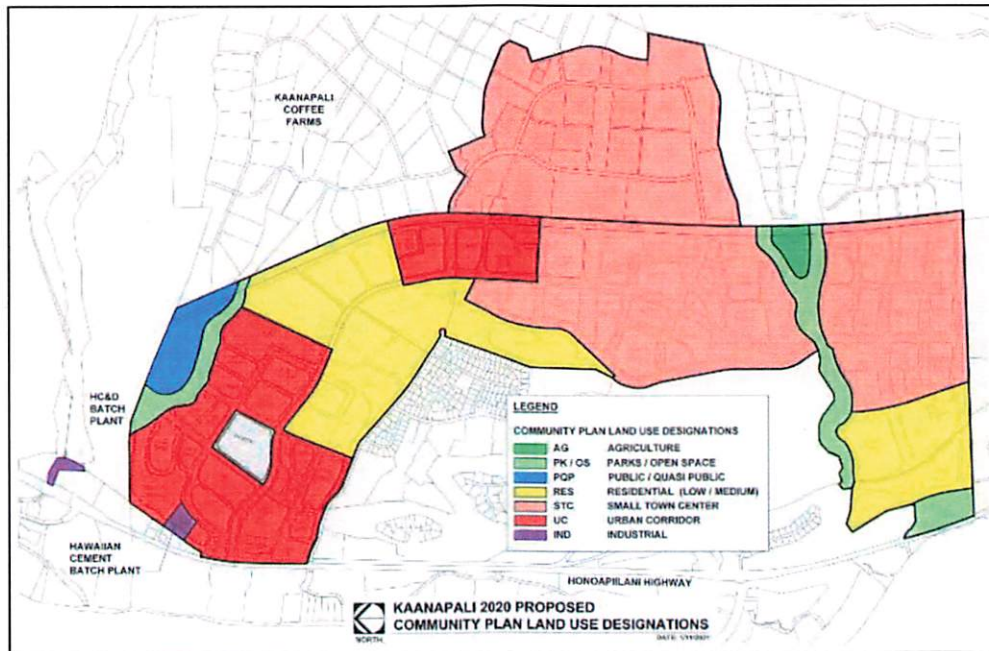 KAANAPALI
COFFEE
FARMS
HC&D
BATCH
PLANT
HAWAIIAN
CEMENT
BATCH PLANT
LEGEND
COMMUNITY PLAN LAND USE DESIGNATIONS
AG AGRICULTURE
PK / OS PARKS / OPEN SPACE
PQP PUBLIC / QUASI PUBLIC
RES RESIDENTIAL (LOW / MEDIUM)
STC SMALL TOWN CENTER
UC URBAN CORRIDOR
IND INDUSTRIAL
HONOAPIILANI HIGHWAY
KAANAPALI 2020 PROPOSED
COMMUNITY PLAN LAND USE DESIGNATIONS
NORTH
DATE: